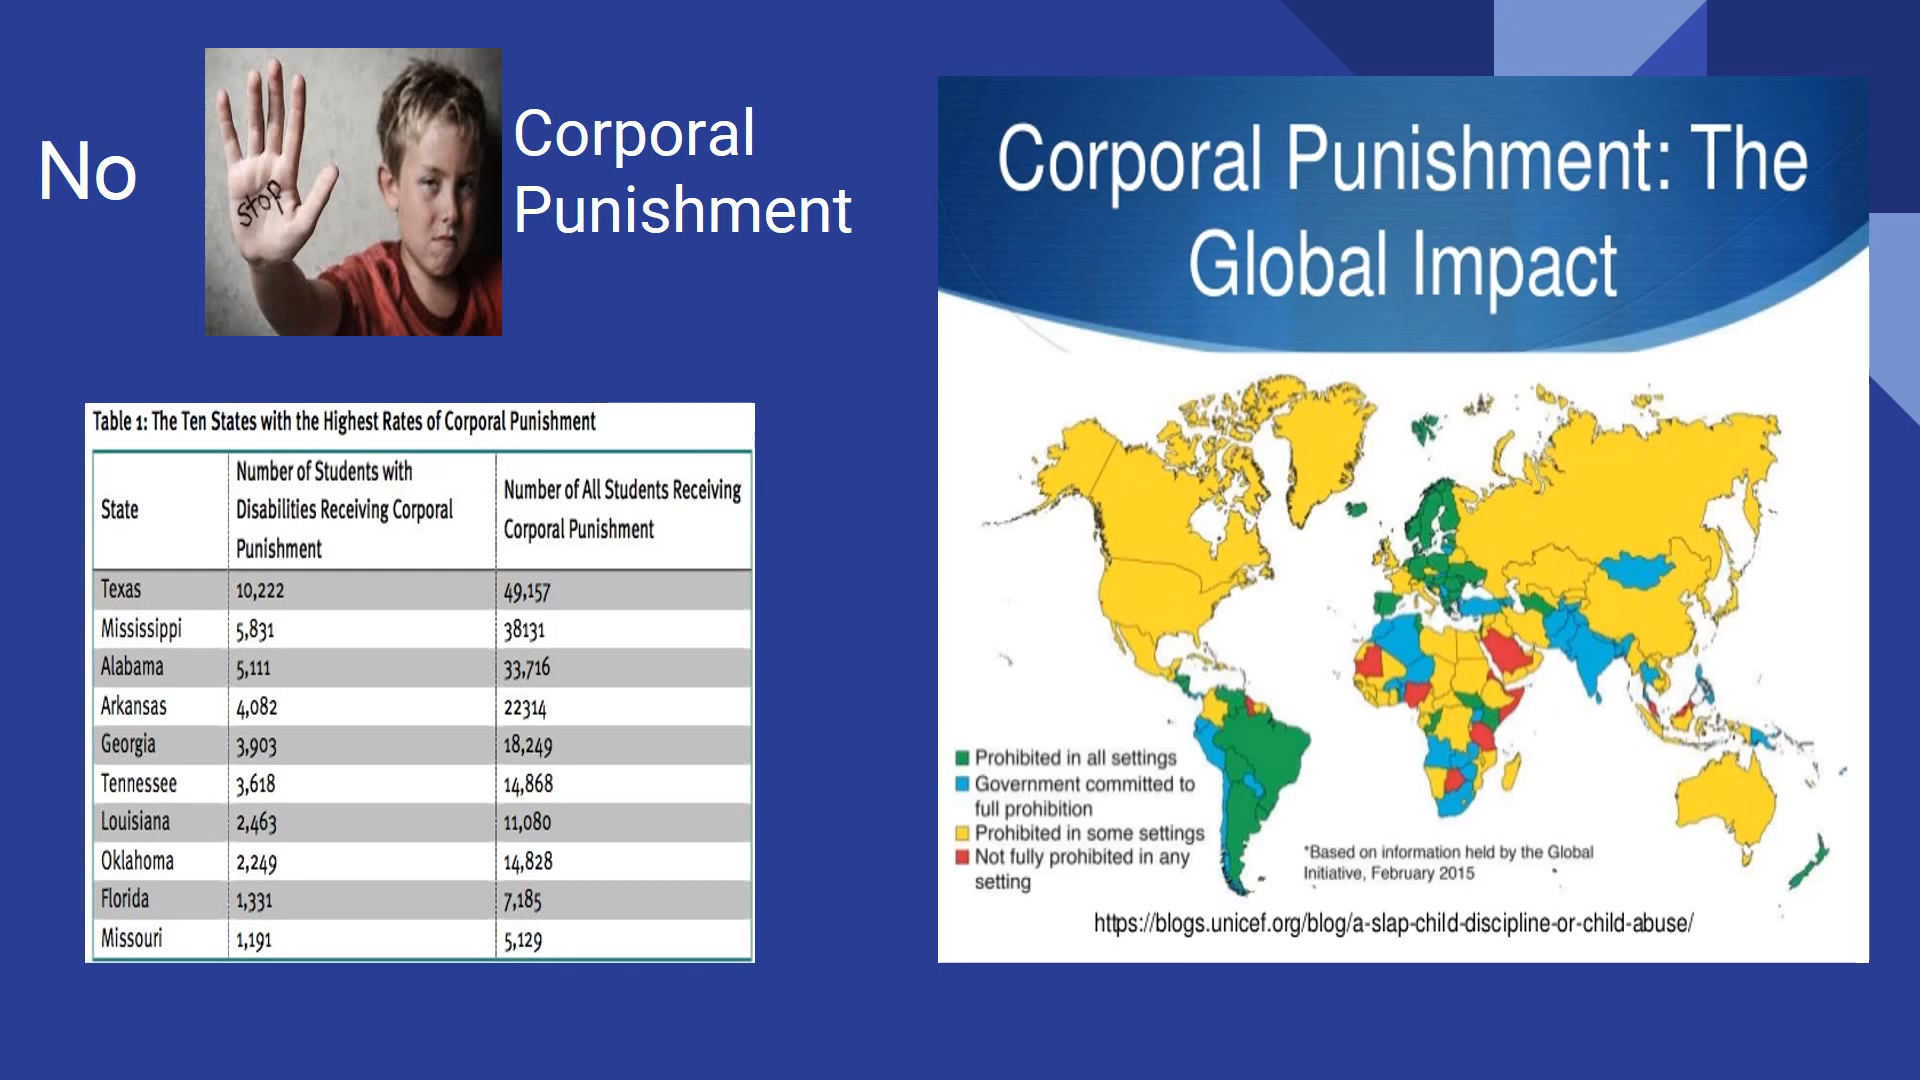 No
stop
Corporal
Punishment
Table 1: The Ten States with the Highest Rates of Corporal Punishment
State
Number of Students with
Disabilities Receiving Corporal
Punishment
Number of All Students Receiving
Corporal Punishment
Texas 10,222 49,157
Mississippi 5,831 38131
Alabama 5,111 33,716
Arkansas 4,082 22314
Georgia 3,903 18,249
Tennessee 3,618 14,868
Louisiana 2,463 11,080
Oklahoma 2,249 14,828
Florida 1,331 7,185
Missouri 1,191 5,129
Corporal Punishment: The
Global Impact
Prohibited in all settings
Government committed to
full prohibition
Prohibited in some settings
Not fully prohibited in any
setting
*Based on information held by the Global
Initiative, February 2015
https://blogs.unicef.org/blog/a-slap-child-discipline-or-child-abuse/